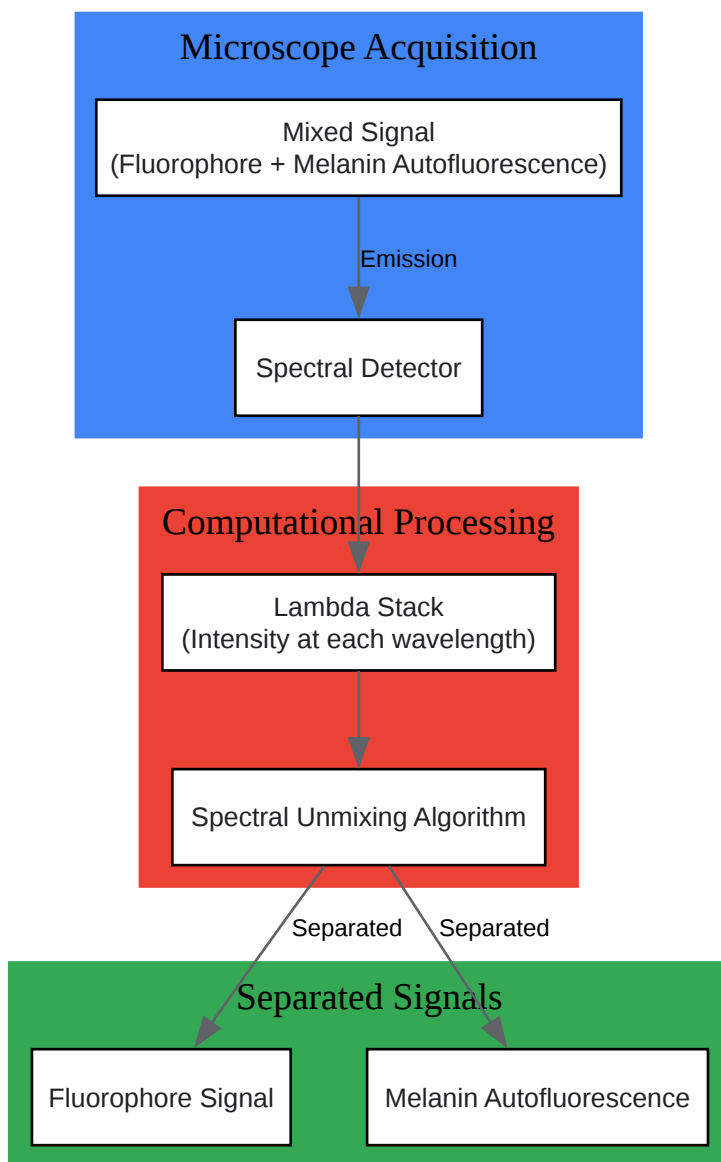 Microscope Acquisition
Mixed Signal
(Fluorophore + Melanin Autofluorescence)
Emission
Spectral Detector
Computational Processing
Lambda Stack
(Intensity at each wavelength)
Spectral Unmixing Algorithm
Separated
Separated
Separated Signals
Fluorophore Signal
Melanin Autofluorescence